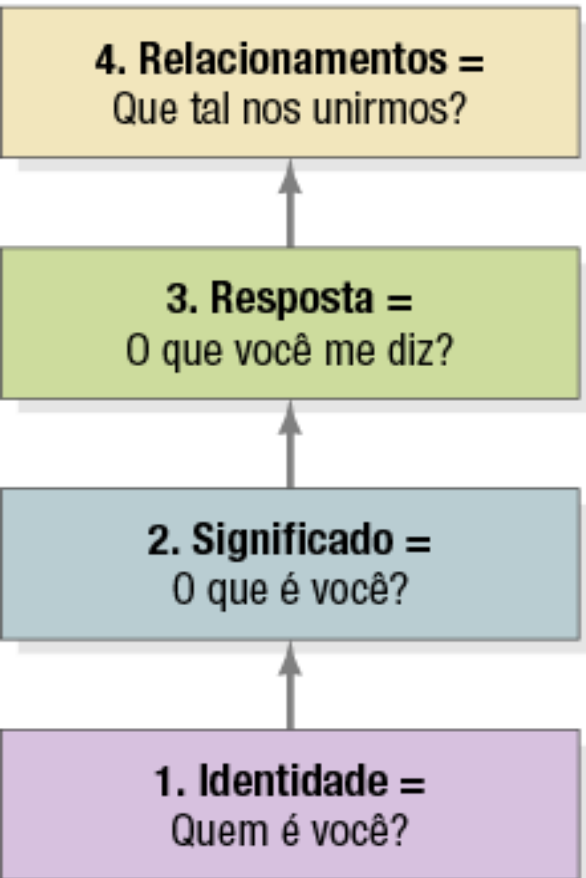 4. Relacionamentos =
Que tal nos unirmos?
3. Resposta =
O que você me diz?
2. Significado =
O que é você?
1. Identidade =
Quem é você?